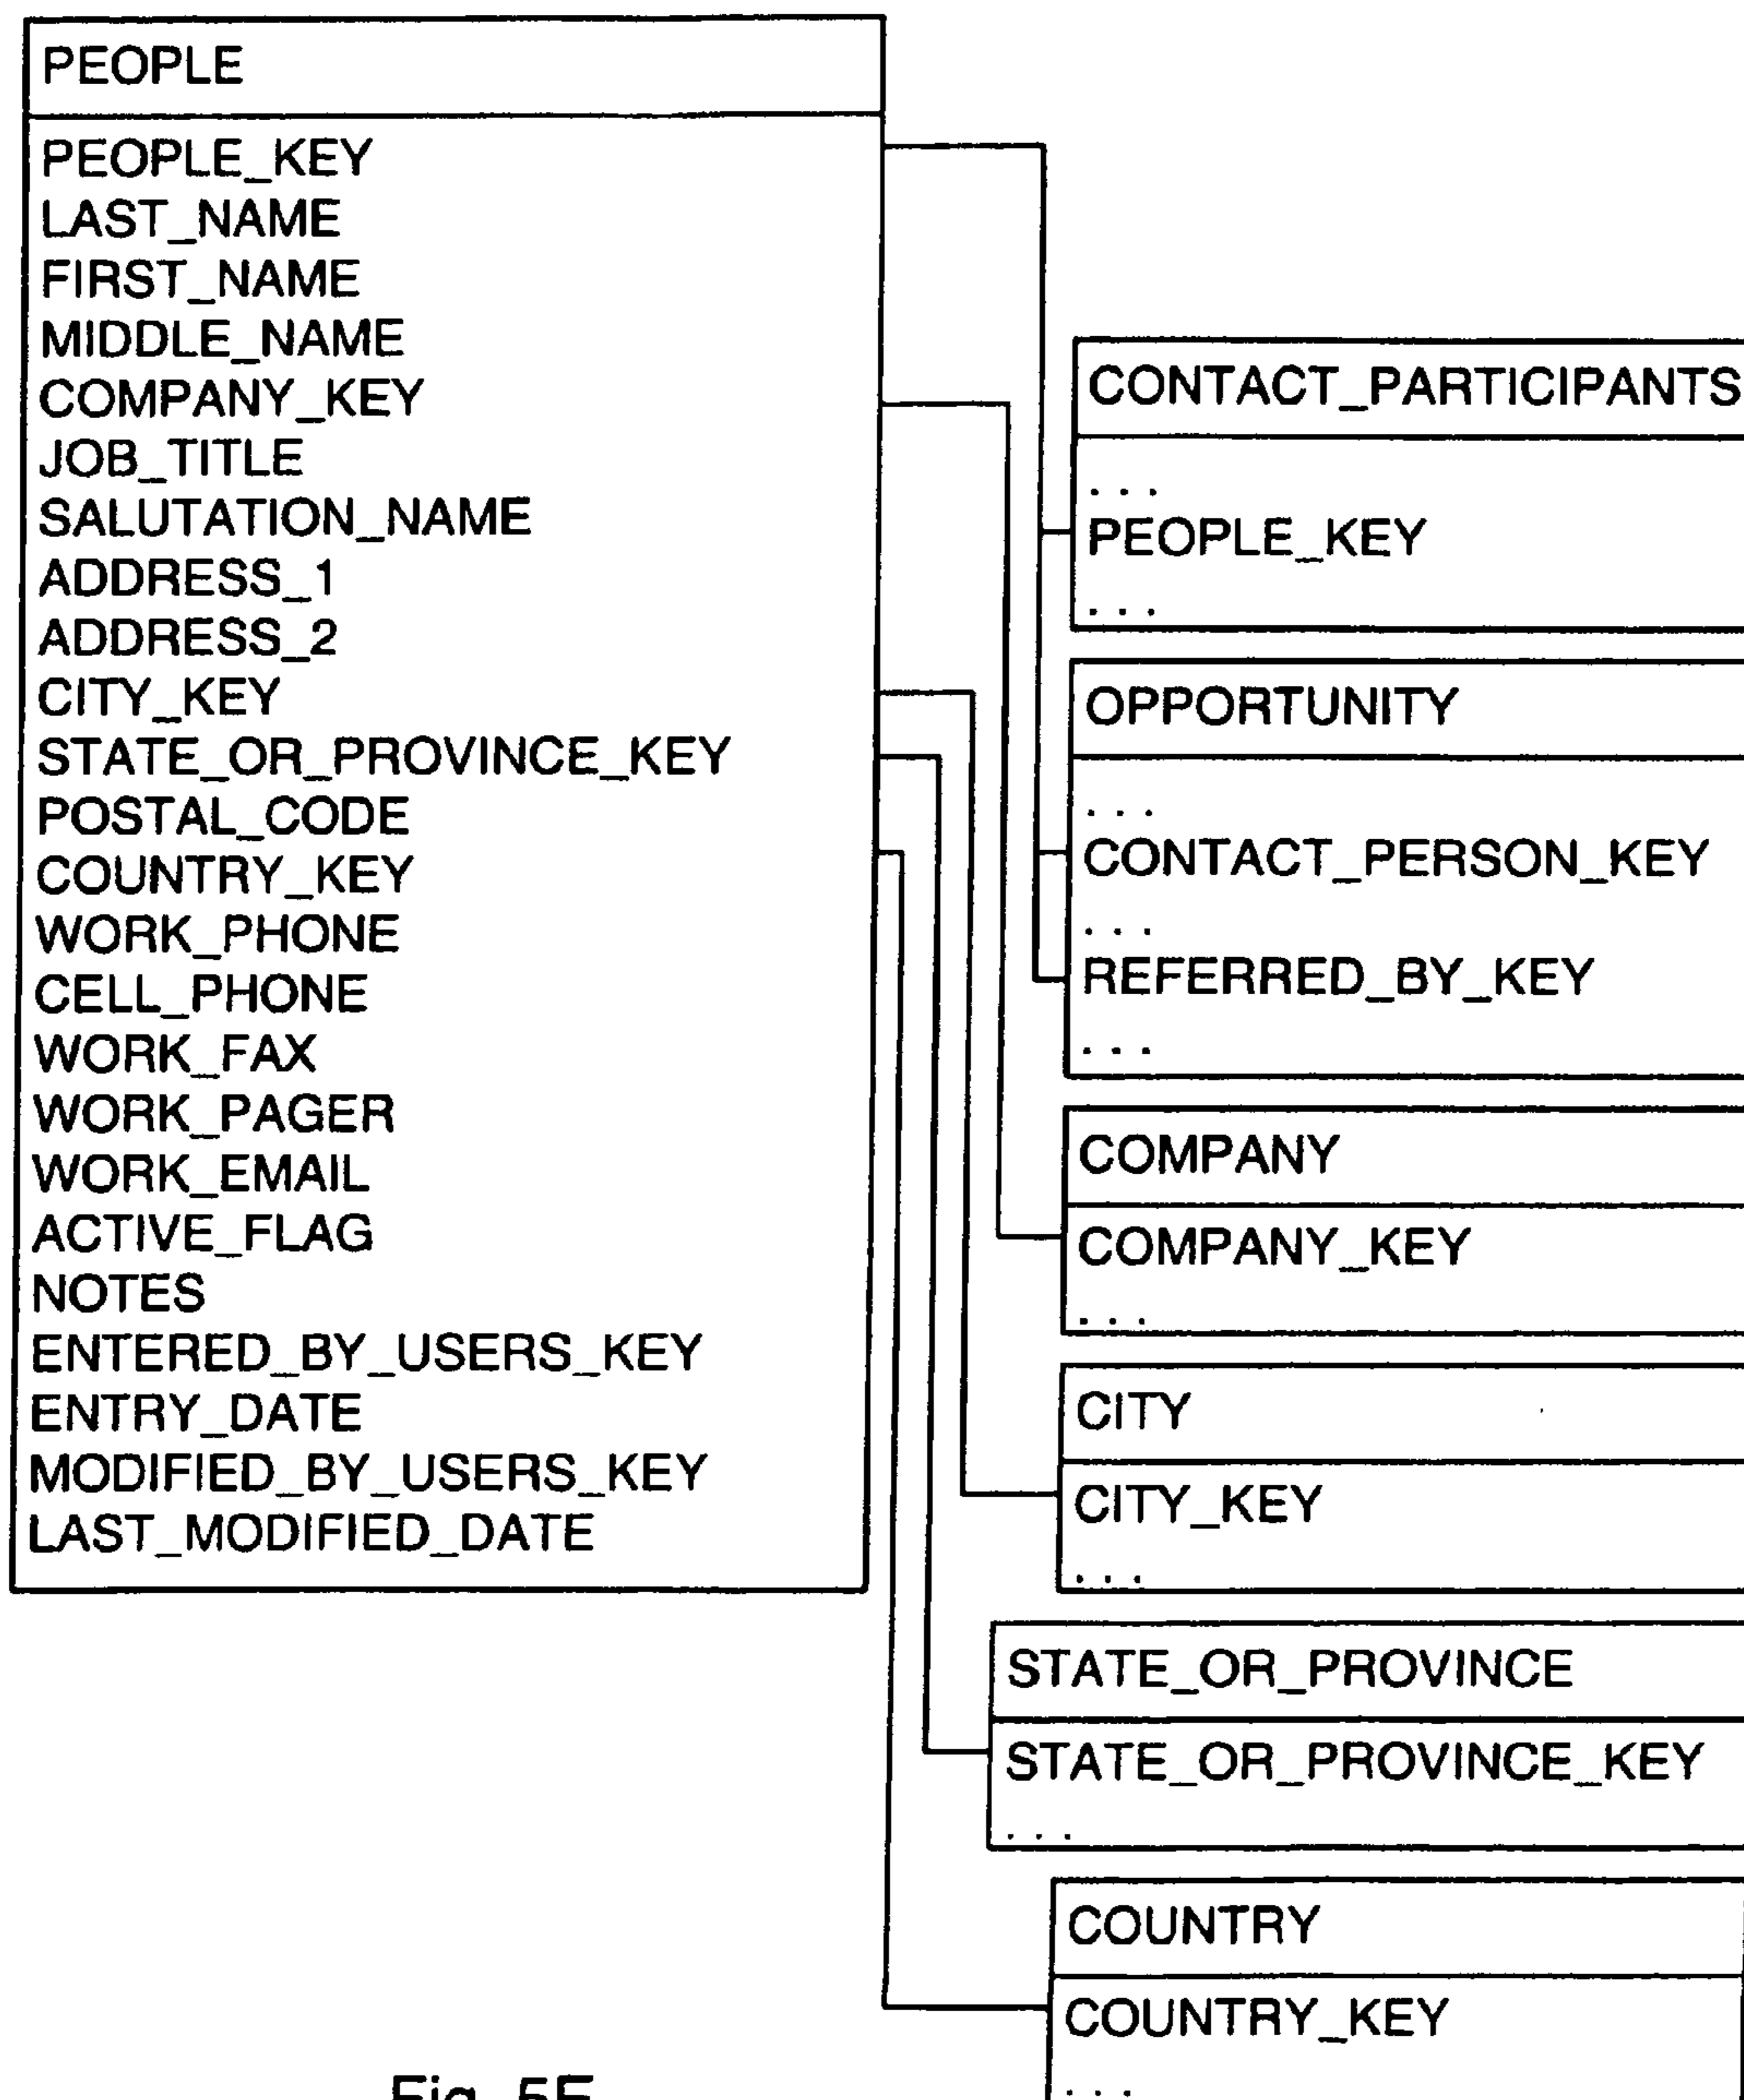 PEOPLE
PEOPLE_KEY
LAST_NAME
FIRST_NAME
MIDDLE_NAME
COMPANY_KEY
JOB_TITLE
SALUTATION_NAME
ADDRESS_1
ADDRESS_2
CITY_KEY
STATE_OR_PROVINCE_KEY
POSTAL_CODE
COUNTRY_KEY
WORK_PHONE
CELL_PHONE
WORK_FAX
WORK_PAGER
WORK_EMAIL
ACTIVE_FLAG
NOTES
ENTERED_BY_USERS_KEY
ENTRY_DATE
MODIFIED_BY_USERS_KEY
LAST_MODIFIED_DATE
CONTACT_PARTICIPANTS
. . .
PEOPLE_KEY
. . .
OPPORTUNITY
. . .
CONTACT_PERSON_KEY
. . .
REFERRED_BY_KEY
. . .
COMPANY
COMPANY_KEY
. . .
CITY
CITY_KEY
. . .
STATE_OR_PROVINCE
STATE_OR_PROVINCE_KEY
. . .
COUNTRY
COUNTRY_KEY
. . .
Fig.